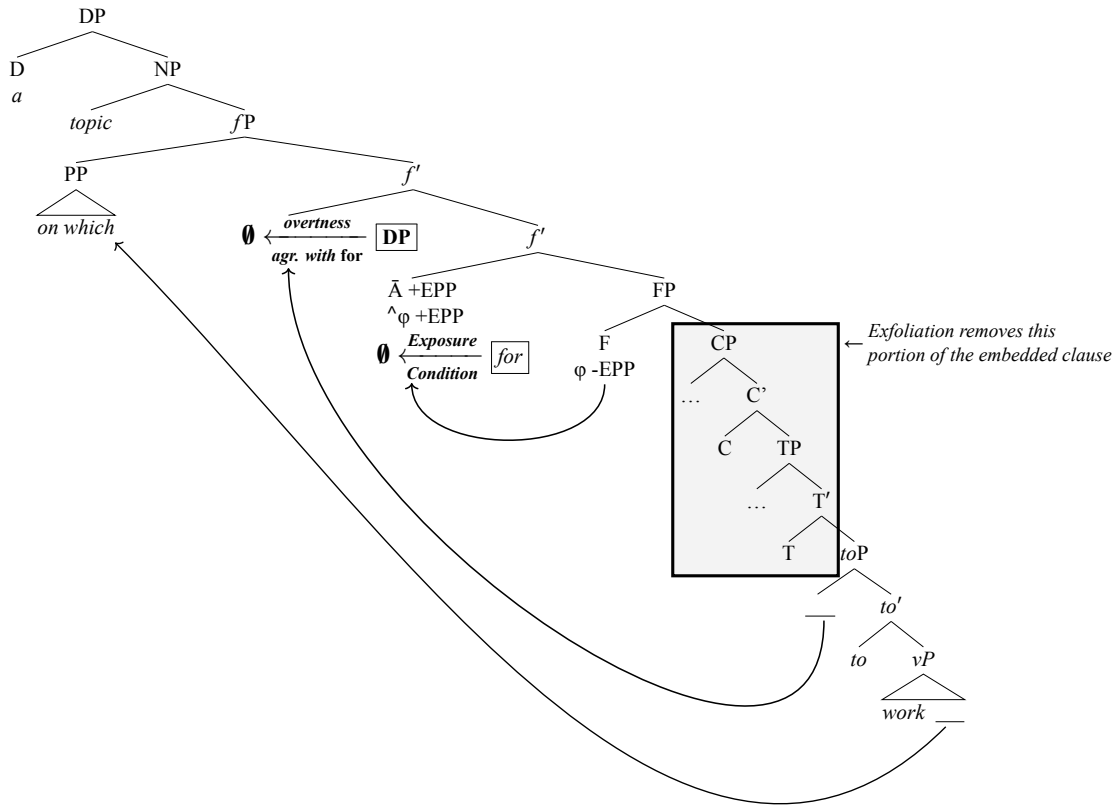 DP
D NP
a
topic fP
PP f′
on which
overtness
∅ ← DP
agr. with for
f′
Ā +EPP FP
^φ +EPP
Exposure
∅ ← for
Condition
F CP
φ -EPP
← Exfoliation removes this
portion of the embedded clause
… C’
C TP
… T′
T toP
to′
to vP
work